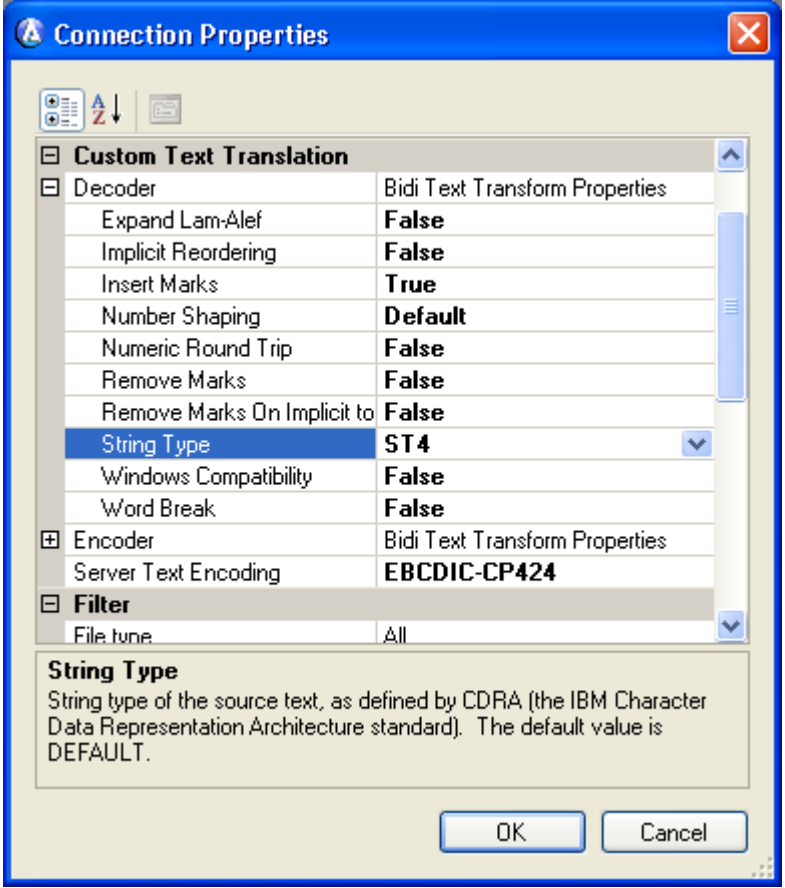 Connection Properties
Custom Text Translation
Decoder Bidi Text Transform Properties
Expand Lam-Alef False
Implicit Reordering False
Insert Marks True
Number Shaping Default
Numeric Round Trip False
Remove Marks False
Remove Marks On Implicit to False
String Type ST4
Windows Compatibility False
Word Break False
Encoder Bidi Text Transform Properties
Server Text Encoding EBCDIC-CP424
Filter
File type All
String Type
String type of the source text, as defined by CDRA (the IBM Character
Data Representation Architecture standard). The default value is
DEFAULT.
OK Cancel